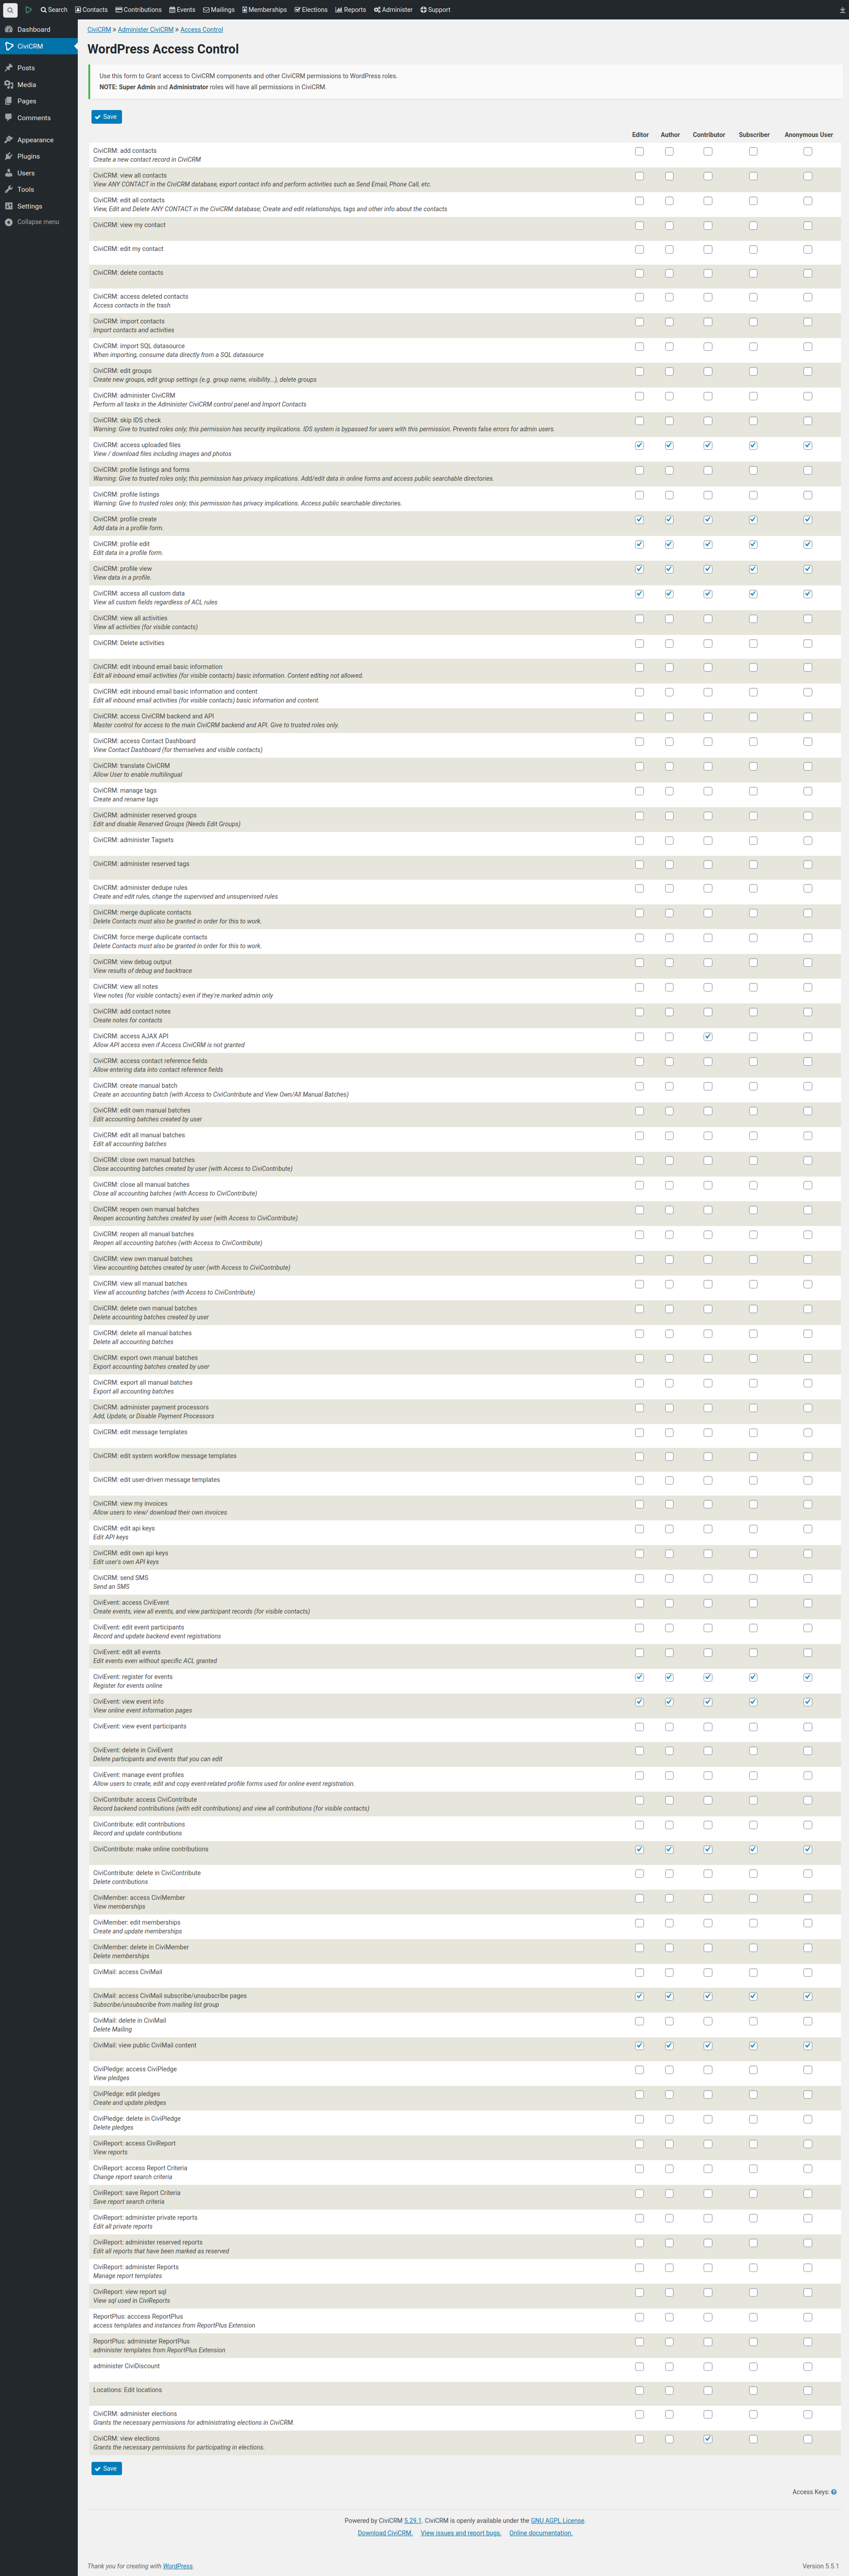 Search Contacts Contributions Events Mailings Memberships Elections Reports Administer Support
Dashboard
CiviCRM
Posts
Media
Pages
Comments
Appearance
Plugins
Users
Tools
Settings
Collapse menu
CiviCRM » Administer CiviCRM » Access Control
WordPress Access Control
Use this form to Grant access to CiviCRM components and other CiviCRM permissions to WordPress roles.
NOTE: Super Admin and Administrator roles will have all permissions in CiviCRM.
Save
Editor Author Contributor Subscriber Anonymous User
CiviCRM: add contacts
Create a new contact record in CiviCRM
CiviCRM: view all contacts
View ANY CONTACT in the CiviCRM database, export contact info and perform activities such as Send Email, Phone Call, etc.
CiviCRM: edit all contacts
View, Edit and Delete ANY CONTACT in the CiviCRM database; Create and edit relationships, tags and other info about the contacts
CiviCRM: view my contact
CiviCRM: edit my contact
CiviCRM: delete contacts
CiviCRM: access deleted contacts
Access contacts in the trash
CiviCRM: import contacts
Import contacts and activities
CiviCRM: import SQL datasource
When importing, consume data directly from a SQL datasource
CiviCRM: edit groups
Create new groups, edit group settings (e.g. group name, visibility...), delete groups
CiviCRM: administer CiviCRM
Perform all tasks in the Administer CiviCRM control panel and Import Contacts
CiviCRM: skip IDS check
Warning: Give to trusted roles only; this permission has security implications. IDS system is bypassed for users with this permission. Prevents false errors for admin users.
CiviCRM: access uploaded files
View / download files including images and photos
CiviCRM: profile listings and forms
Warning: Give to trusted roles only; this permission has privacy implications. Add/edit data in online forms and access public searchable directories.
CiviCRM: profile listings
Warning: Give to trusted roles only; this permission has privacy implications. Access public searchable directories.
CiviCRM: profile create
Add data in a profile form.
CiviCRM: profile edit
Edit data in a profile form.
CiviCRM: profile view
View data in a profile.
CiviCRM: access all custom data
View all custom fields regardless of ACL rules
CiviCRM: view all activities
View all activities (for visible contacts)
CiviCRM: Delete activities
CiviCRM: edit inbound email basic information
Edit all inbound email activities (for visible contacts) basic information. Content editing not allowed.
CiviCRM: edit inbound email basic information and content
Edit all inbound email activities (for visible contacts) basic information and content.
CiviCRM: access CiviCRM backend and API
Master control for access to the main CiviCRM backend and API. Give to trusted roles only.
CiviCRM: access Contact Dashboard
View Contact Dashboard (for themselves and visible contacts)
CiviCRM: translate CiviCRM
Allow User to enable multilingual
CiviCRM: manage tags
Create and rename tags
CiviCRM: administer reserved groups
Edit and disable Reserved Groups (Needs Edit Groups)
CiviCRM: administer Tagsets
CiviCRM: administer reserved tags
CiviCRM: administer dedupe rules
Create and edit rules, change the supervised and unsupervised rules
CiviCRM: merge duplicate contacts
Delete Contacts must also be granted in order for this to work.
CiviCRM: force merge duplicate contacts
Delete Contacts must also be granted in order for this to work.
CiviCRM: view debug output
View results of debug and backtrace
CiviCRM: view all notes
View notes (for visible contacts) even if they're marked admin only
CiviCRM: add contact notes
Create notes for contacts
CiviCRM: access AJAX API
Allow API access even if Access CiviCRM is not granted
CiviCRM: access contact reference fields
Allow entering data into contact reference fields
CiviCRM: create manual batch
Create an accounting batch (with Access to CiviContribute and View Own/All Manual Batches)
CiviCRM: edit own manual batches
Edit accounting batches created by user
CiviCRM: edit all manual batches
Edit all accounting batches
CiviCRM: close own manual batches
Close accounting batches created by user (with Access to CiviContribute)
CiviCRM: close all manual batches
Close all accounting batches (with Access to CiviContribute)
CiviCRM: reopen own manual batches
Reopen accounting batches created by user (with Access to CiviContribute)
CiviCRM: reopen all manual batches
Reopen all accounting batches (with Access to CiviContribute)
CiviCRM: view own manual batches
View accounting batches created by user (with Access to CiviContribute)
CiviCRM: view all manual batches
View all accounting batches (with Access to CiviContribute)
CiviCRM: delete own manual batches
Delete accounting batches created by user
CiviCRM: delete all manual batches
Delete all accounting batches
CiviCRM: export own manual batches
Export accounting batches created by user
CiviCRM: export all manual batches
Export all accounting batches
CiviCRM: administer payment processors
Add, Update, or Disable Payment Processors
CiviCRM: edit message templates
CiviCRM: edit system workflow message templates
CiviCRM: edit user-driven message templates
CiviCRM: view my invoices
Allow users to view/ download their own invoices
CiviCRM: edit api keys
Edit API keys
CiviCRM: edit own api keys
Edit user's own API keys
CiviCRM: send SMS
Send an SMS
CiviEvent: access CiviEvent
Create events, view all events, and view participant records (for visible contacts)
CiviEvent: edit event participants
Record and update backend event registrations
CiviEvent: edit all events
Edit events even without specific ACL granted
CiviEvent: register for events
Register for events online
CiviEvent: view event info
View online event information pages
CiviEvent: view event participants
CiviEvent: delete in CiviEvent
Delete participants and events that you can edit
CiviEvent: manage event profiles
Allow users to create, edit and copy event-related profile forms used for online event registration.
CiviContribute: access CiviContribute
Record backend contributions (with edit contributions) and view all contributions (for visible contacts)
CiviContribute: edit contributions
Record and update contributions
CiviContribute: make online contributions
CiviContribute: delete in CiviContribute
Delete contributions
CiviMember: access CiviMember
View memberships
CiviMember: edit memberships
Create and update memberships
CiviMember: delete in CiviMember
Delete memberships
CiviMail: access CiviMail
CiviMail: access CiviMail subscribe/unsubscribe pages
Subscribe/unsubscribe from mailing list group
CiviMail: delete in CiviMail
Delete Mailing
CiviMail: view public CiviMail content
CiviPledge: access CiviPledge
View pledges
CiviPledge: edit pledges
Create and update pledges
CiviPledge: delete in CiviPledge
Delete pledges
CiviReport: access CiviReport
View reports
CiviReport: access Report Criteria
Change report search criteria
CiviReport: save Report Criteria
Save report search criteria
CiviReport: administer private reports
Edit all private reports
CiviReport: administer reserved reports
Edit all reports that have been marked as reserved
CiviReport: administer Reports
Manage report templates
CiviReport: view report sql
View sql used in CiviReports
ReportPlus: acccess ReportPlus
access templates and instances from ReportPlus Extension
ReportPlus: administer ReportPlus
administer templates from ReportPlus Extension
administer CiviDiscount
Locations: Edit locations
CiviCRM: administer elections
Grants the necessary permissions for administrating elections in CiviCRM.
CiviCRM: view elections
Grants the necessary permissions for participating in elections.
Save
Access Keys:
Powered by CiviCRM 5.29.1. CiviCRM is openly available under the GNU AGPL License.
Download CiviCRM. View issues and report bugs. Online documentation.
Thank you for creating with WordPress.
Version 5.5.1